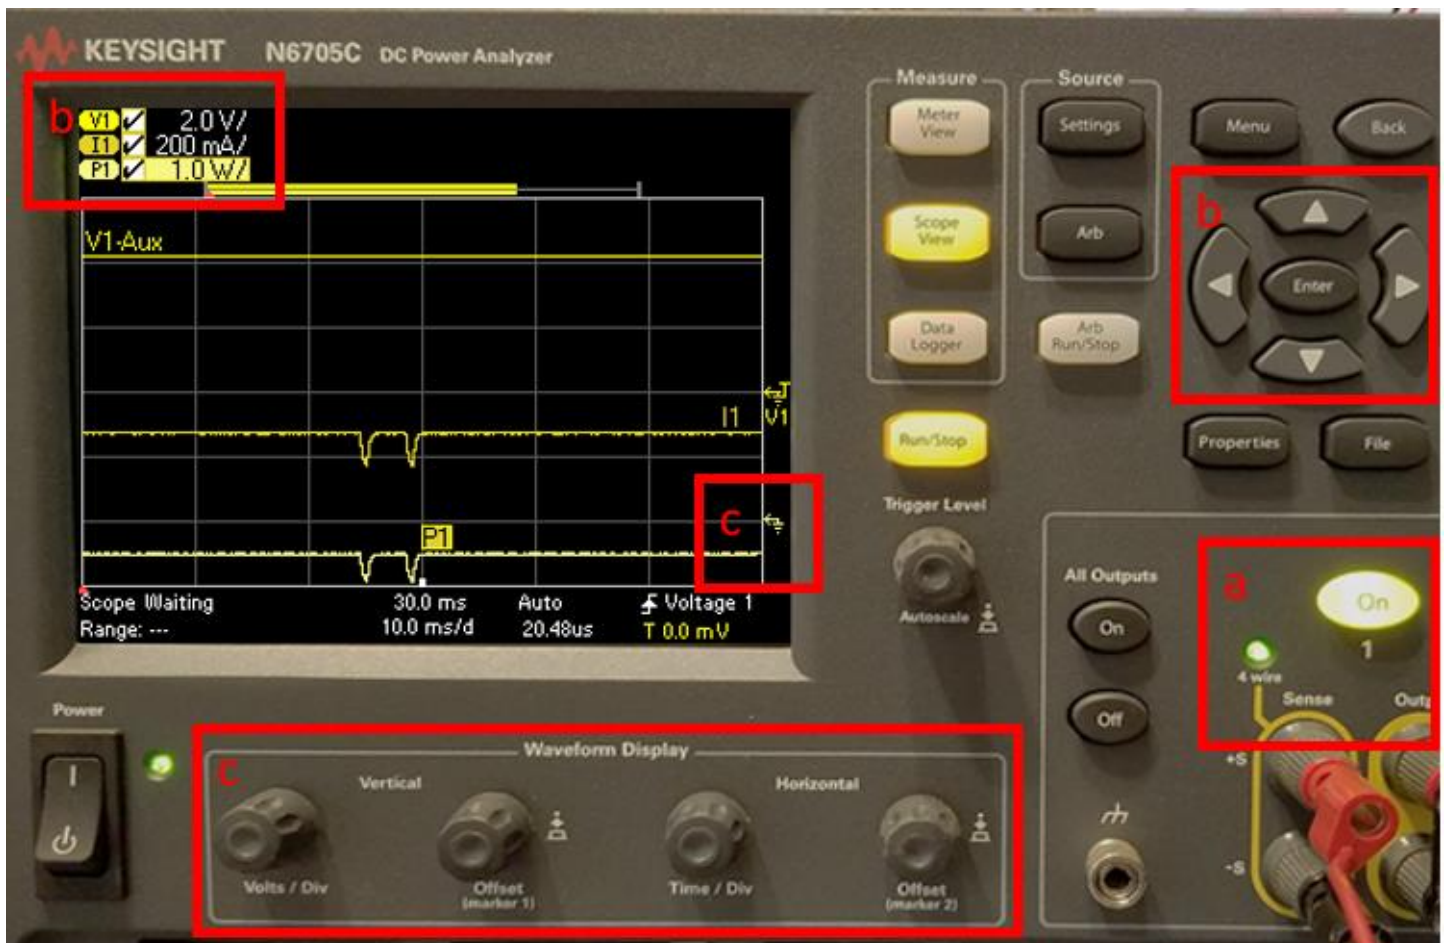 KEYSIGHT N6705C DC Power Analyzer
b
V1 2.0 V/
I1 200 mA/
P1 1.0 W/
V1-Aux
I1
V1
T
c
P1
Scope Waiting 30.0 ms Auto Voltage 1
Range: --- 10.0 ms/d 20.48us T 0.0 mV
Measure
Meter
View
Scope
View
Data
Logger
Run/Stop
Source
Settings
Arb
Arb
Run/Stop
Menu
Back
b
Enter
Properties
File
Trigger Level
Autoscale
All Outputs
On
Off
a
On
1
4 wire
Sense
Outp
+S
-S
Power
Waveform Display
c
Vertical
Horizontal
Volts / Div
Offset
(marker 1)
Time / Div
Offset
(marker 2)